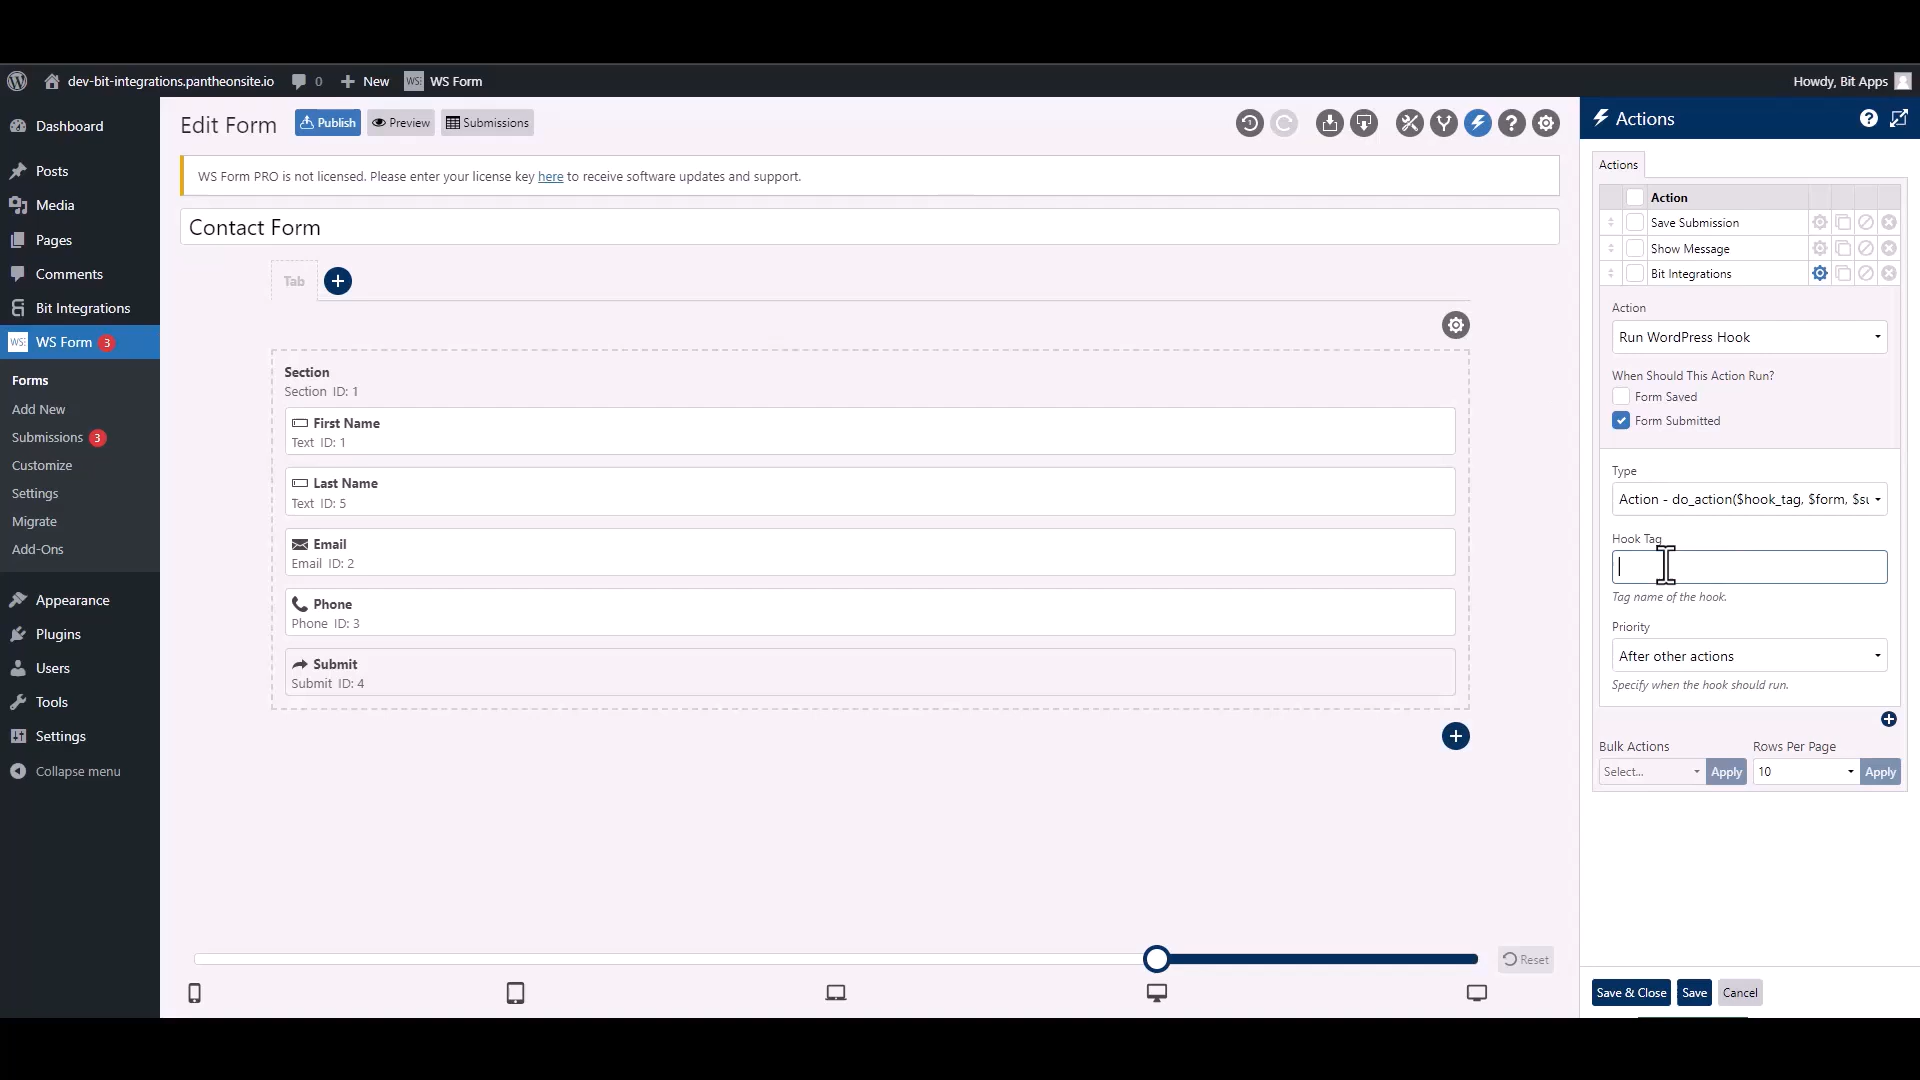 dev-bit-integrations.pantheonsite.io
0
New
WS Form
Howdy, Bit Apps
Dashboard
Posts
Media
Pages
Comments
Bit Integrations
WS Form 3
Forms
Add New
Submissions 3
Customize
Settings
Migrate
Add-Ons
Appearance
Plugins
Users
Tools
Settings
Collapse menu
Edit Form
Publish
Preview
Submissions
WS Form PRO is not licensed. Please enter your license key here to receive software updates and support.
Contact Form
Tab
Section
Section ID: 1
First Name
Text ID: 1
Last Name
Text ID: 5
Email
Email ID: 2
Phone
Phone ID: 3
Submit
Submit ID: 4
Reset
Actions
Actions
Action
Save Submission
Show Message
Bit Integrations
Action
Run WordPress Hook
When Should This Action Run?
Form Saved
Form Submitted
Type
Action - do_action($hook_tag, $form, $su
Hook Tag
Tag name of the hook.
Priority
After other actions
Specify when the hook should run.
Bulk Actions
Rows Per Page
Select...
Apply
10
Apply
Save & Close
Save
Cancel